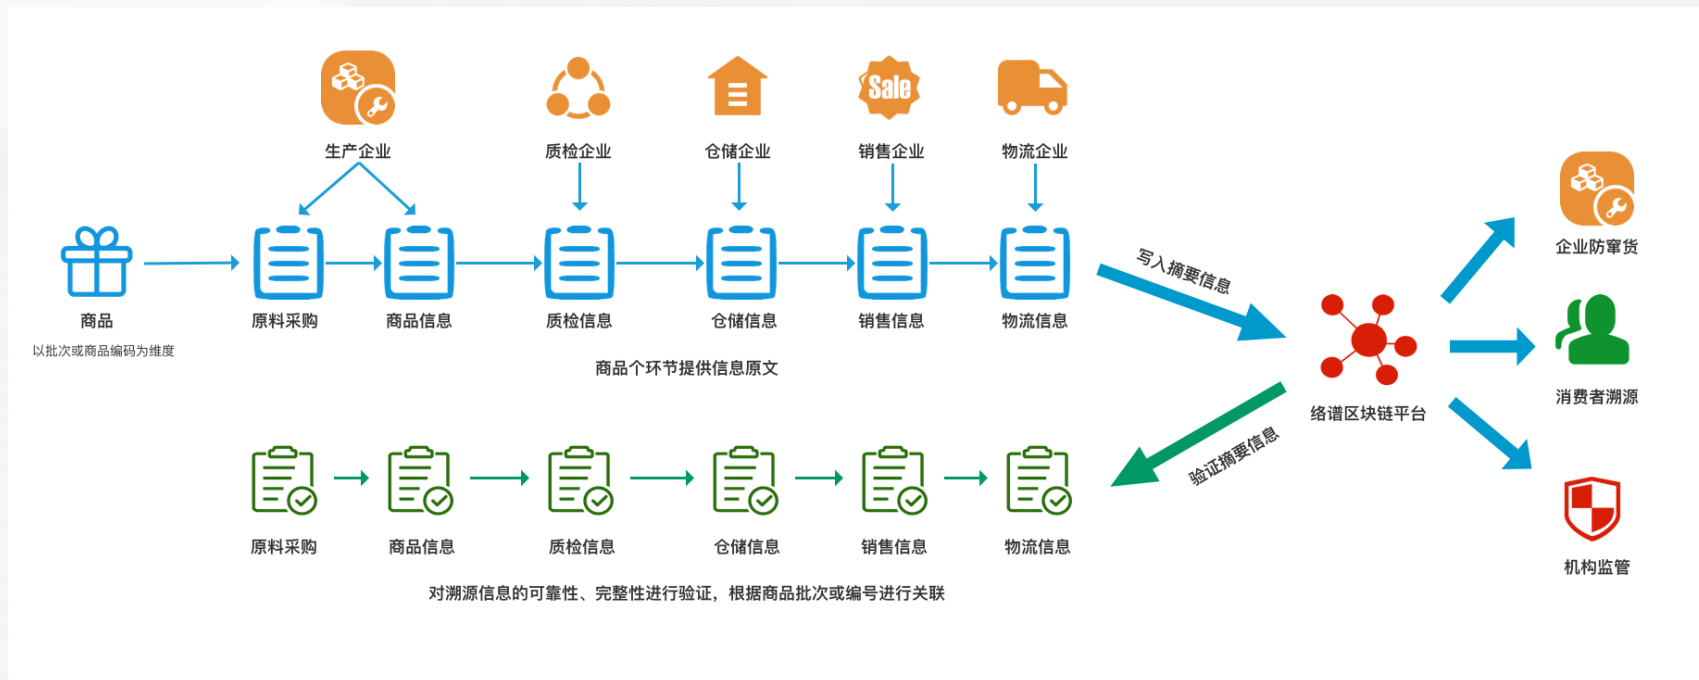 Sale
生产企业
质检企业
仓储企业
销售企业
物流企业
商品
以批次或商品编码为维度
原料采购
商品信息
质检信息
仓储信息
销售信息
物流信息
商品个环节提供信息原文
写入摘要信息
验证摘要信息
络谱区块链平台
企业防窜货
消费者溯源
机构监管
原料采购
商品信息
质检信息
仓储信息
销售信息
物流信息
对溯源信息的可靠性、完整性进行验证，根据商品批次或编号进行关联